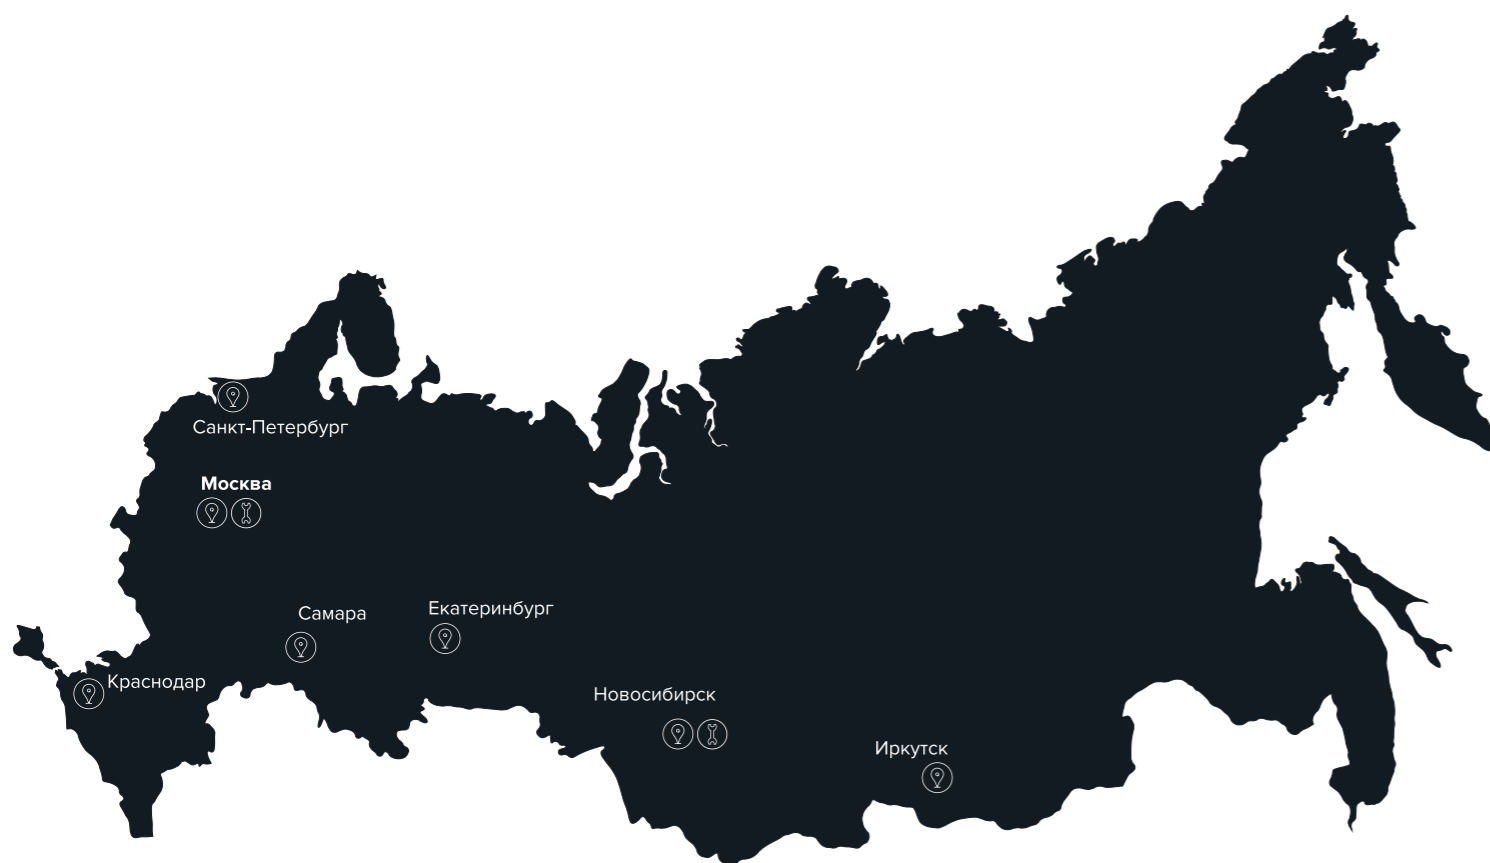 Санкт-Петербург
Москва
Самара
Екатеринбург
Краснодар
Новосибирск
Иркутск